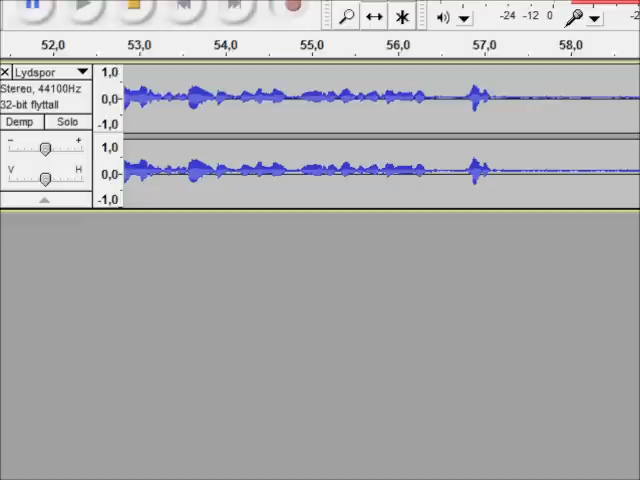 -24 -12 0
52,0 53,0 54,0 55,0 56,0 57,0 58,0
Lydspor
Stereo, 44100Hz
32-bit flyttall
Demp Solo
- +
V H
1,0
0,0
-1,0
1,0
0,0
-1,0